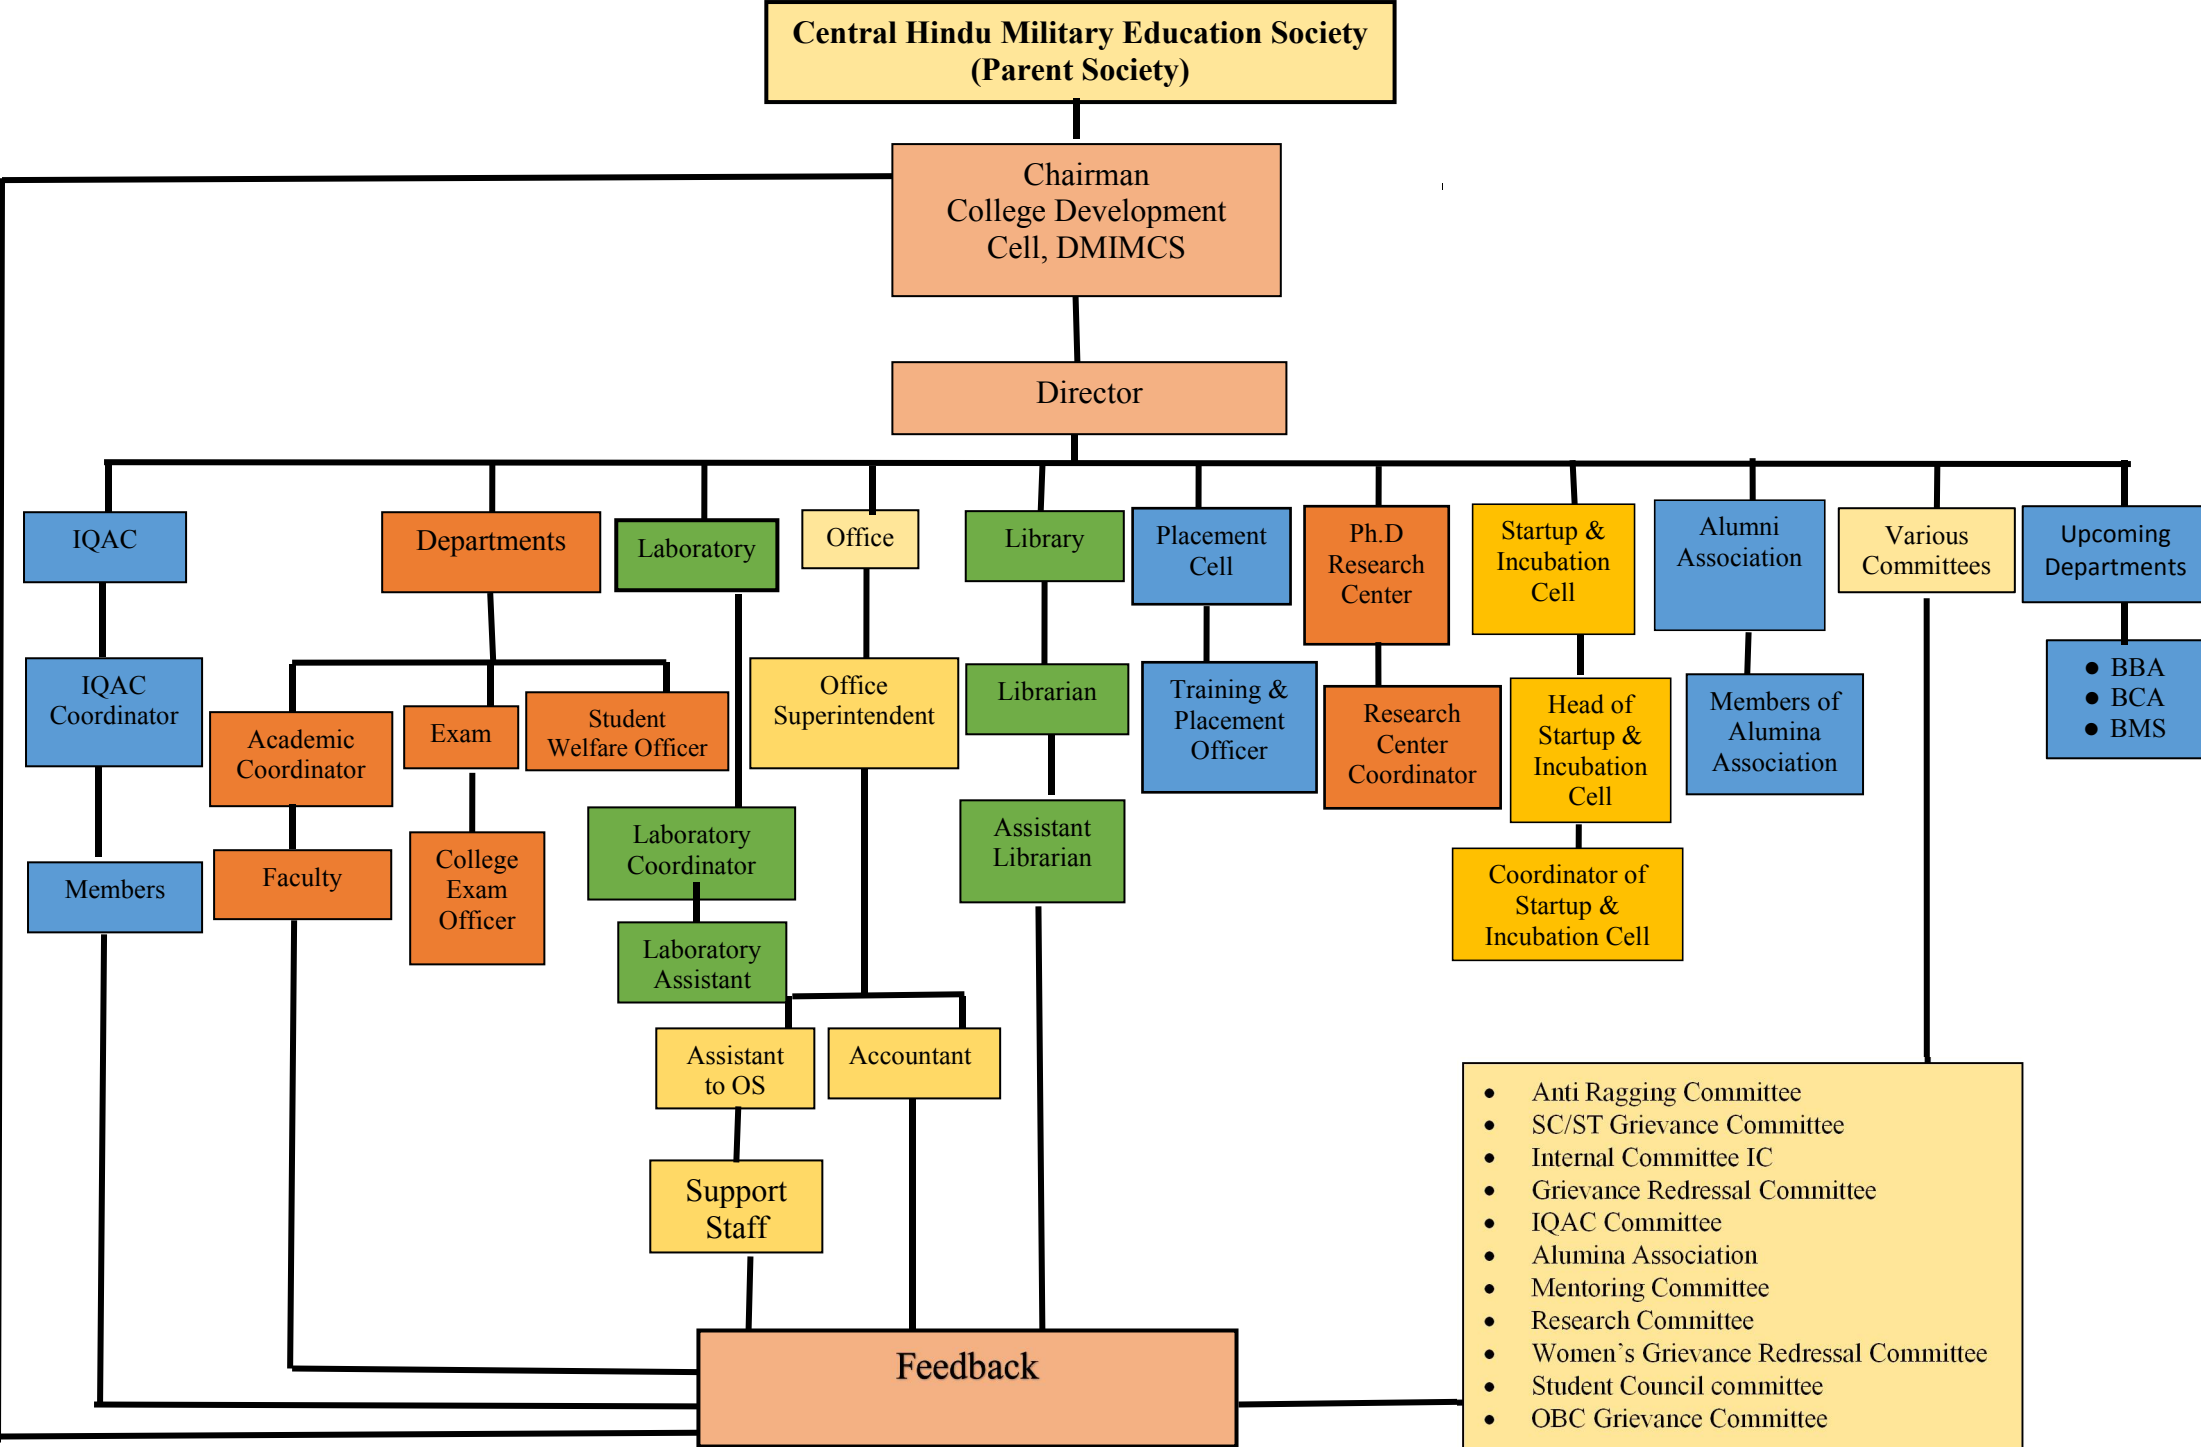 Central Hindu Military Education Society
(Parent Society)
Chairman
College Development
Cell, DMIMCS
Director
IQAC
Departments
Laboratory
Office
Library
Placement
Cell
Ph.D
Research
Center
Startup &
Incubation
Cell
Alumni
Association
Various
Committees
Upcoming
Departments
IQAC
Coordinator
Academic
Coordinator
Exam
Student
Welfare Officer
Office
Superintendent
Librarian
Training &
Placement
Officer
Research
Center
Coordinator
Head of
Startup &
Incubation
Cell
Members of
Alumina
Association
● BBA
● BCA
● BMS
Members
Faculty
College
Exam
Officer
Laboratory
Coordinator
Laboratory
Assistant
Assistant
Librarian
Coordinator of
Startup &
Incubation Cell
Assistant
to OS
Accountant
Support
Staff
• Anti Ragging Committee
• SC/ST Grievance Committee
• Internal Committee IC
• Grievance Redressal Committee
• IQAC Committee
• Alumina Association
• Mentoring Committee
• Research Committee
• Women's Grievance Redressal Committee
• Student Council committee
• OBC Grievance Committee
Feedback